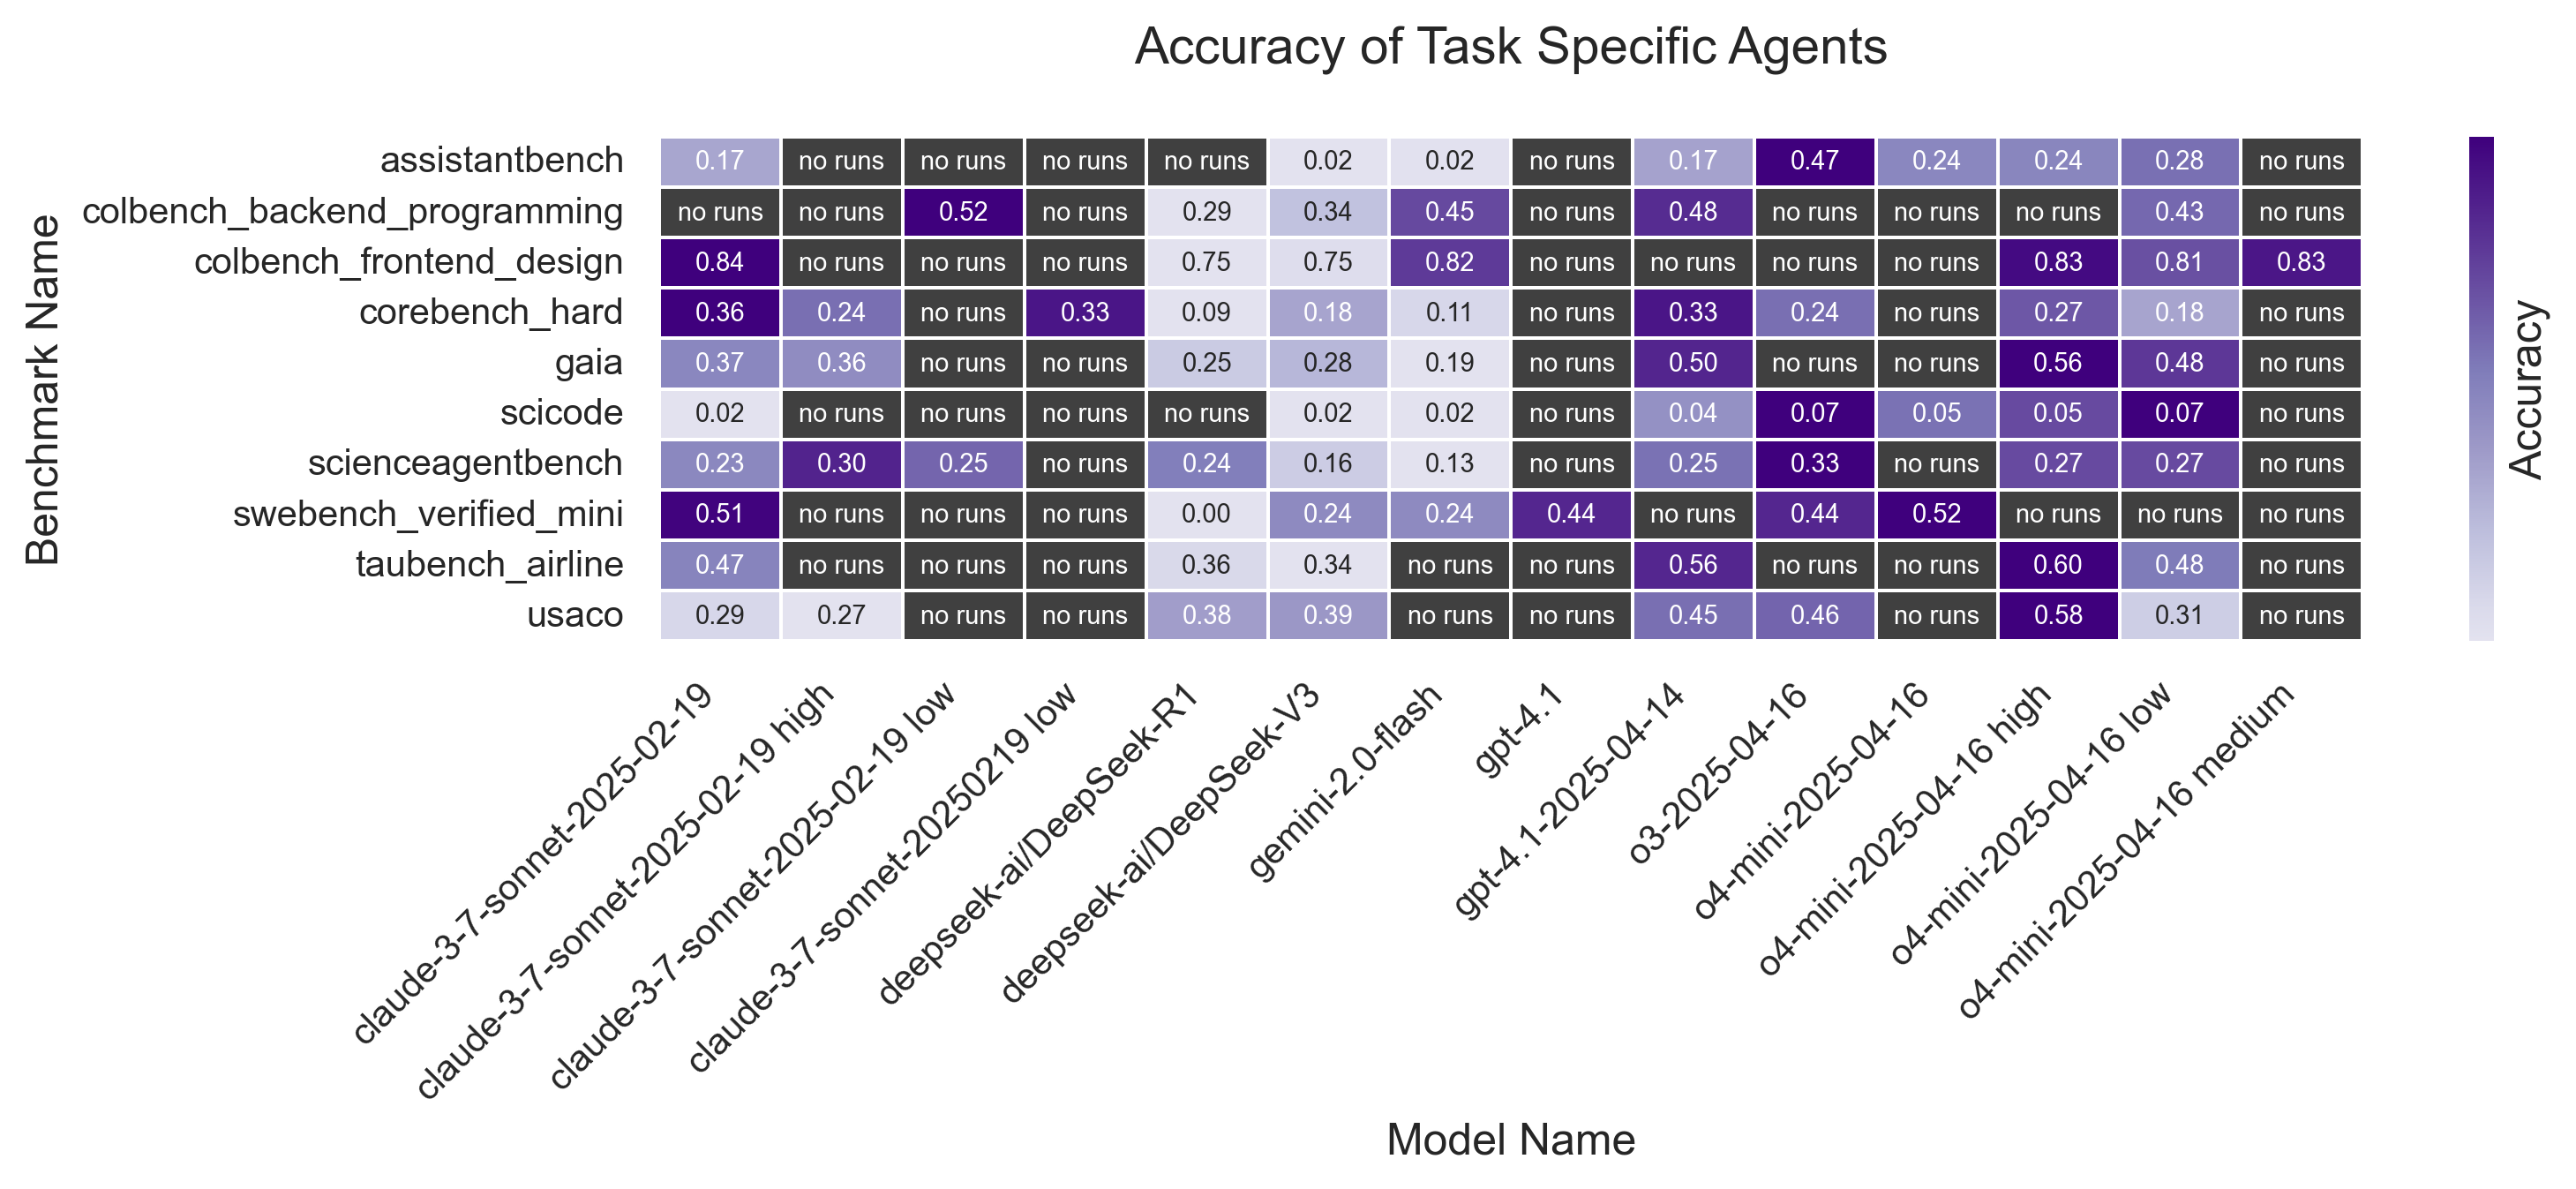 Accuracy of Task Specific Agents
Benchmark Name
assistantbench 0.17 no runs no runs no runs no runs 0.02 0.02 no runs 0.17 0.47 0.24 0.24 0.28 no runs
colbench_backend_programming no runs no runs 0.52 no runs 0.29 0.34 0.45 no runs 0.48 no runs no runs no runs 0.43 no runs
colbench_frontend_design 0.84 no runs no runs no runs 0.75 0.75 0.82 no runs no runs no runs no runs 0.83 0.81 0.83
corebench_hard 0.36 0.24 no runs 0.33 0.09 0.18 0.11 no runs 0.33 0.24 no runs 0.27 0.18 no runs
gaia 0.37 0.36 no runs no runs 0.25 0.28 0.19 no runs 0.50 no runs no runs 0.56 0.48 no runs
scicode 0.02 no runs no runs no runs no runs 0.02 0.02 no runs 0.04 0.07 0.05 0.05 0.07 no runs
scienceagentbench 0.23 0.30 0.25 no runs 0.24 0.16 0.13 no runs 0.25 0.33 no runs 0.27 0.27 no runs
swebench_verified_mini 0.51 no runs no runs no runs 0.00 0.24 0.24 0.44 no runs 0.44 0.52 no runs no runs no runs
taubench_airline 0.47 no runs no runs no runs 0.36 0.34 no runs no runs 0.56 no runs no runs 0.60 0.48 no runs
usaco 0.29 0.27 no runs no runs 0.38 0.39 no runs no runs 0.45 0.46 no runs 0.58 0.31 no runs
Accuracy
claude-3-7-sonnet-2025-02-19
claude-3-7-sonnet-2025-02-19 high
claude-3-7-sonnet-2025-02-19 low
claude-3-7-sonnet-20250219 low
deepseek-ai/DeepSeek-R1
deepseek-ai/DeepSeek-V3
gemini-2.0-flash
gpt-4.1
gpt-4.1-2025-04-14
o3-2025-04-16
o4-mini-2025-04-16
o4-mini-2025-04-16 high
o4-mini-2025-04-16 low
o4-mini-2025-04-16 medium
Model Name